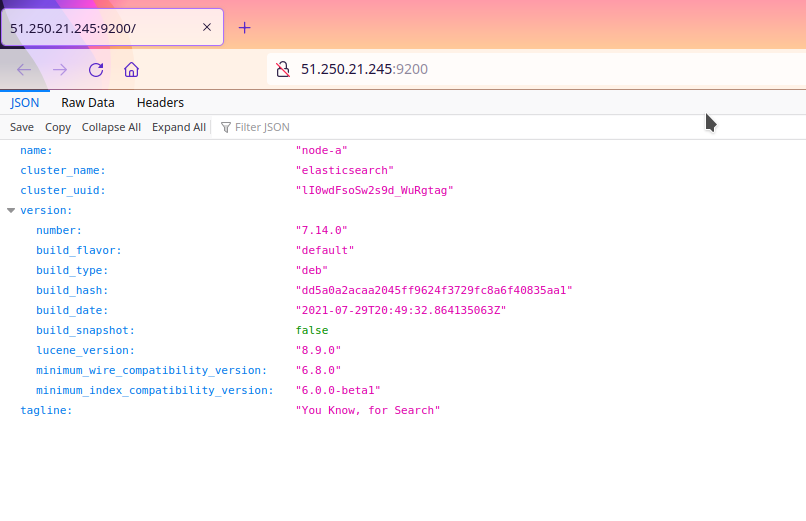 51.250.21.245:9200/
51.250.21.245:9200
JSON Raw Data Headers
Save Copy Collapse All Expand All Filter JSON
name: "node-a"
cluster_name: "elasticsearch"
cluster_uuid: "lI0wdFsoSw2s9d_WuRgtag"
version:
number: "7.14.0"
build_flavor: "default"
build_type: "deb"
build_hash: "dd5a0a2acaa2045ff9624f3729fc8a6f40835aa1"
build_date: "2021-07-29T20:49:32.864135063Z"
build_snapshot: false
lucene_version: "8.9.0"
minimum_wire_compatibility_version: "6.8.0"
minimum_index_compatibility_version: "6.0.0-beta1"
tagline: "You Know, for Search"